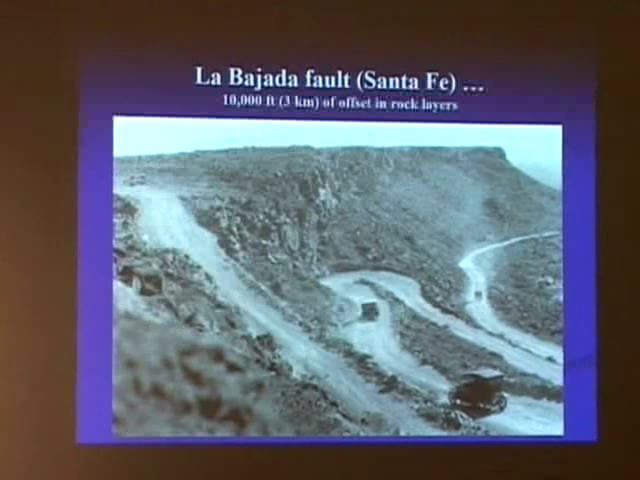 La Bajada fault (Santa Fe) ...
10,000 ft (3 km) of offset in rock layers